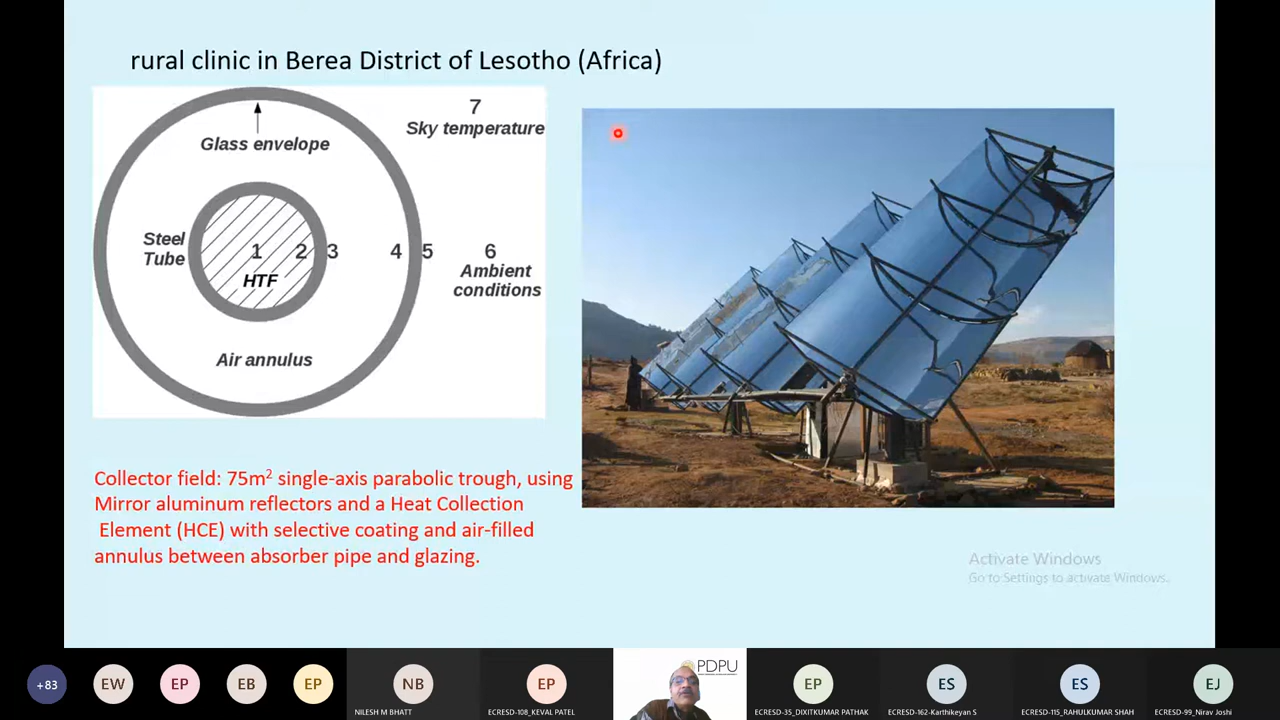 rural clinic in Berea District of Lesotho (Africa)
7
Sky temperature
Glass envelope
Steel
Tube
1 2 3 4 5 6
HTF
Ambient
conditions
Air annulus
Collector field: 75m² single-axis parabolic trough, using
Mirror aluminum reflectors and a Heat Collection
Element (HCE) with selective coating and air-filled
annulus between absorber pipe and glazing.
Activate Windows
Go to Settings to activate Windows.
+83 EW EP EB EP NB EP PDPU EP ES ES EJ
NILESH M BHATT ECRESD-108_KEVAL PATEL ECRESD-35_DIXITKUMAR PATHAK ECRESD-162-Karthikeyan S ECRESD-115_RAHULKUMAR SHAH ECRESD-99_Nirav Joshi